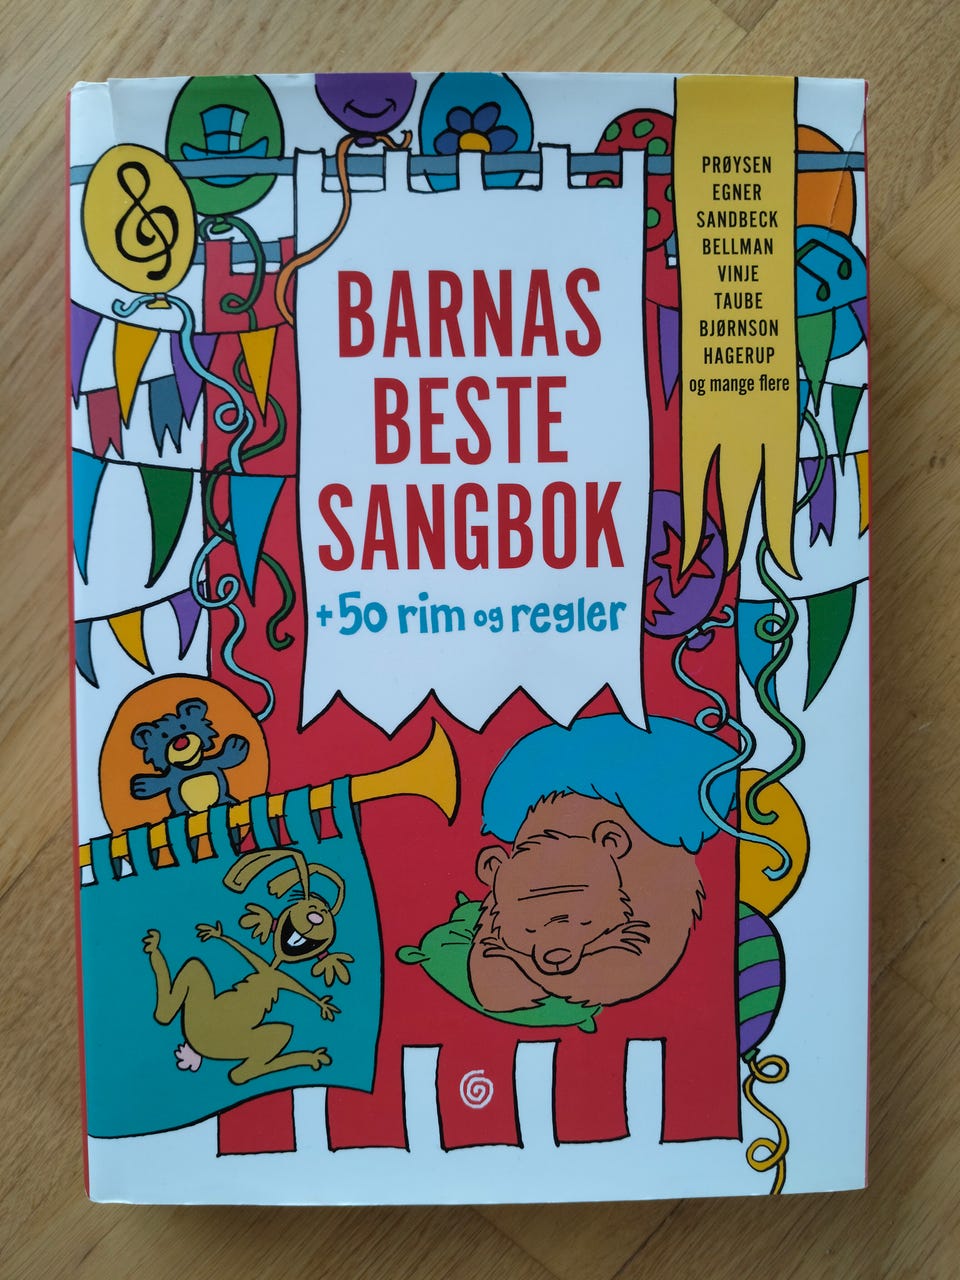 BARNAS
BESTE
SANGBOK
+ 50 rim og regler
PRØYSEN
EGNER
SANDBECK
BELLMAN
VINJE
TAUBE
BJØRNSON
HAGERUP
og mange flere